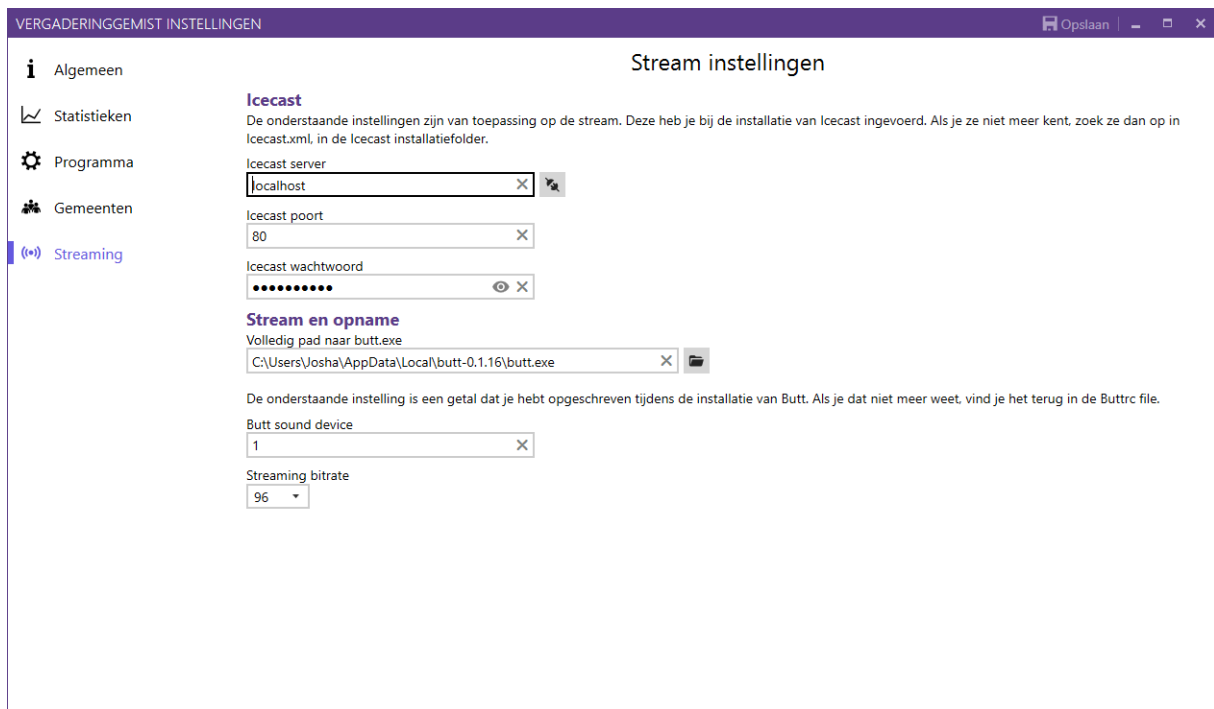 VERGADERINGGEMIST INSTELLINGEN
Opslaan
Algemeen
Statistieken
Programma
Gemeenten
Streaming
Stream instellingen
Icecast
De onderstaande instellingen zijn van toepassing op de stream. Deze heb je bij de installatie van Icecast ingevoerd. Als je ze niet meer kent, zoek ze dan op in
Icecast.xml, in de Icecast installatiefolder.
Icecast server
localhost
Icecast poort
80
Icecast wachtwoord
••••••••••
Stream en opname
Volledig pad naar butt.exe
C:\Users\Josha\AppData\Local\butt-0.1.16\butt.exe
De onderstaande instelling is een getal dat je hebt opgeschreven tijdens de installatie van Butt. Als je dat niet meer weet, vind je het terug in de Buttrc file.
Butt sound device
1
Streaming bitrate
96